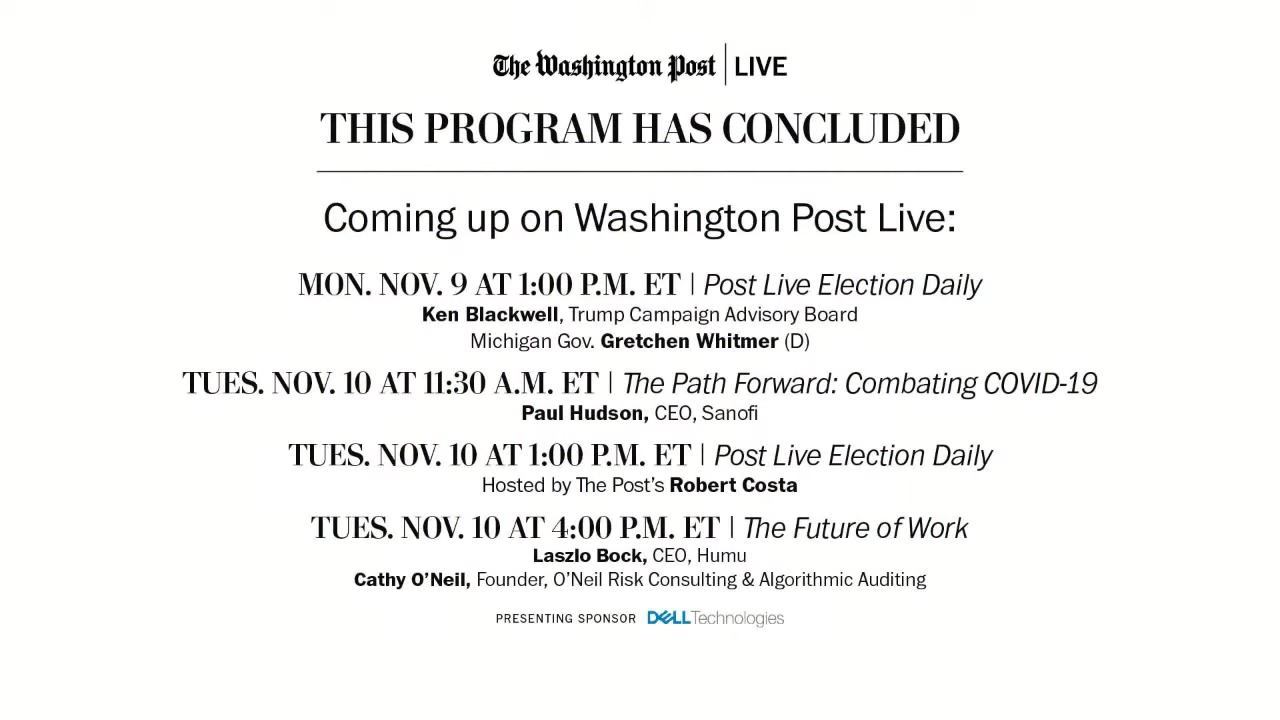 The Washington Post | LIVE
THIS PROGRAM HAS CONCLUDED
Coming up on Washington Post Live:
MON. NOV. 9 AT 1:00 P.M. ET | Post Live Election Daily
Ken Blackwell, Trump Campaign Advisory Board
Michigan Gov. Gretchen Whitmer (D)
TUES. NOV. 10 AT 11:30 A.M. ET | The Path Forward: Combating COVID-19
Paul Hudson, CEO, Sanofi
TUES. NOV. 10 AT 1:00 P.M. ET | Post Live Election Daily
Hosted by The Post’s Robert Costa
TUES. NOV. 10 AT 4:00 P.M. ET | The Future of Work
Laszlo Bock, CEO, Humu
Cathy O’Neil, Founder, O’Neil Risk Consulting & Algorithmic Auditing
PRESENTING SPONSOR DELL Technologies